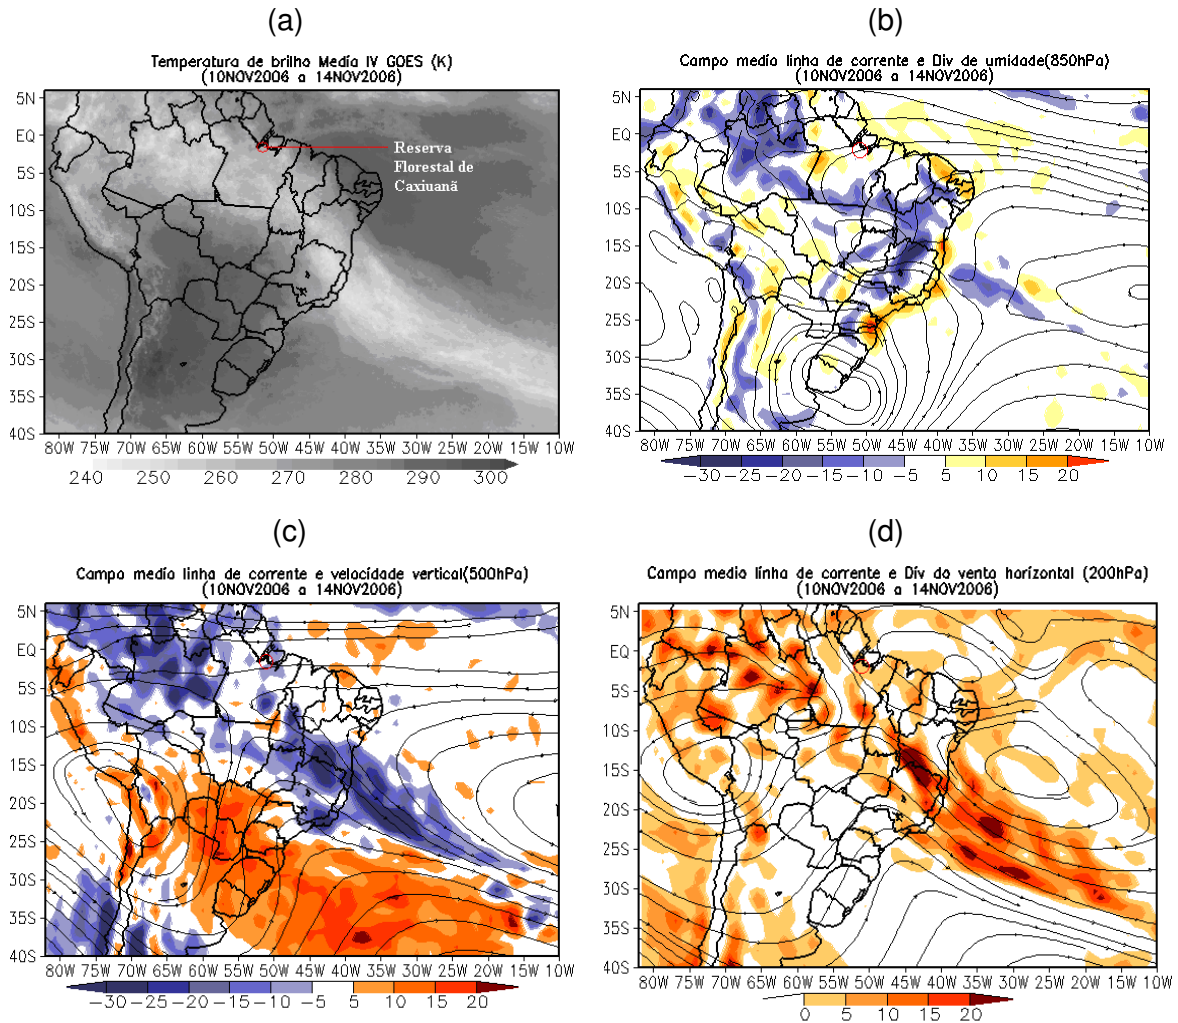 (a)
Temperatura de brilho Media IV GOES (K)
(10NOV2006 a 14NOV2006)
5N
EQ
5S
10S
15S
20S
25S
30S
35S
40S
Reserva
Florestal de
Caxiuanã
80W 75W 70W 65W 60W 55W 50W 45W 40W 35W 30W 25W 20W 15W 10W
240 250 260 270 280 290 300
(b)
Campo media linha de corrente e Div de umidade(850hPa)
(10NOV2006 a 14NOV2006)
5N
EQ
5S
10S
15S
20S
25S
30S
35S
40S
80W 75W 70W 65W 60W 55W 50W 45W 40W 35W 30W 25W 20W 15W 10W
-30 -25 -20 -15 -10 -5 5 10 15 20
(c)
Campo media linha de corrente e velocidade vertical(500hPa)
(10NOV2006 a 14NOV2006)
5N
EQ
5S
10S
15S
20S
25S
30S
35S
40S
80W 75W 70W 65W 60W 55W 50W 45W 40W 35W 30W 25W 20W 15W 10W
-30 -25 -20 -15 -10 -5 5 10 15 20
(d)
Campo media linha de corrente e Div do vento horizontal (200hPa)
(10NOV2006 a 14NOV2006)
5N
EQ
5S
10S
15S
20S
25S
30S
35S
40S
80W 75W 70W 65W 60W 55W 50W 45W 40W 35W 30W 25W 20W 15W 10W
0 5 10 15 20